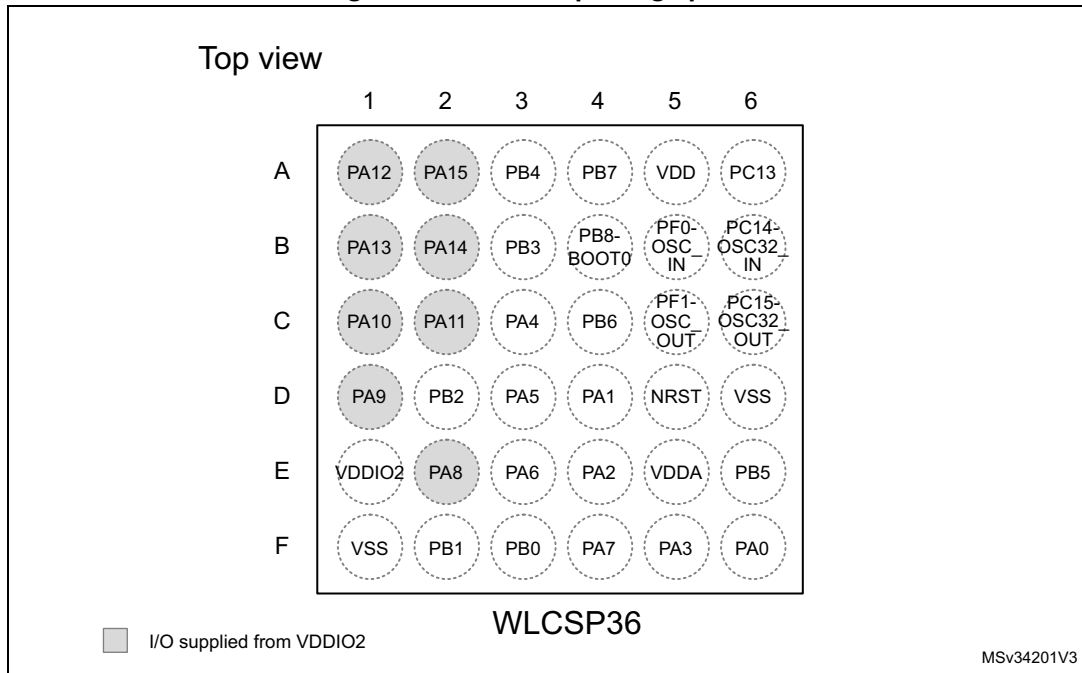 Top view
1 2 3 4 5 6
A PA12 PA15 PB4 PB7 VDD PC13
B PA13 PA14 PB3 PB8-
BOOT0 PF0-
OSC_
IN PC14-
OSC32_
IN
C PA10 PA11 PA4 PB6 PF1-
OSC_
OUT PC15-
OSC32_
OUT
D PA9 PB2 PA5 PA1 NRST VSS
E VDDIO2 PA8 PA6 PA2 VDDA PB5
F VSS PB1 PB0 PA7 PA3 PA0
WLCSP36
I/O supplied from VDDIO2
MSv34201V3